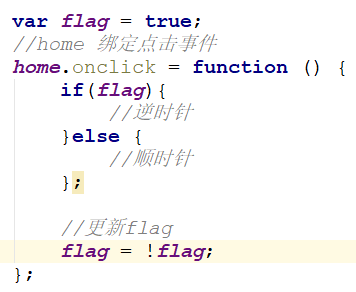 var flag = true;
//home 绑定点击事件
home.onclick = function () {
    if(flag){
        //逆时针
    }else {
        //顺时针
    };

    //更新flag
    flag = !flag;
};